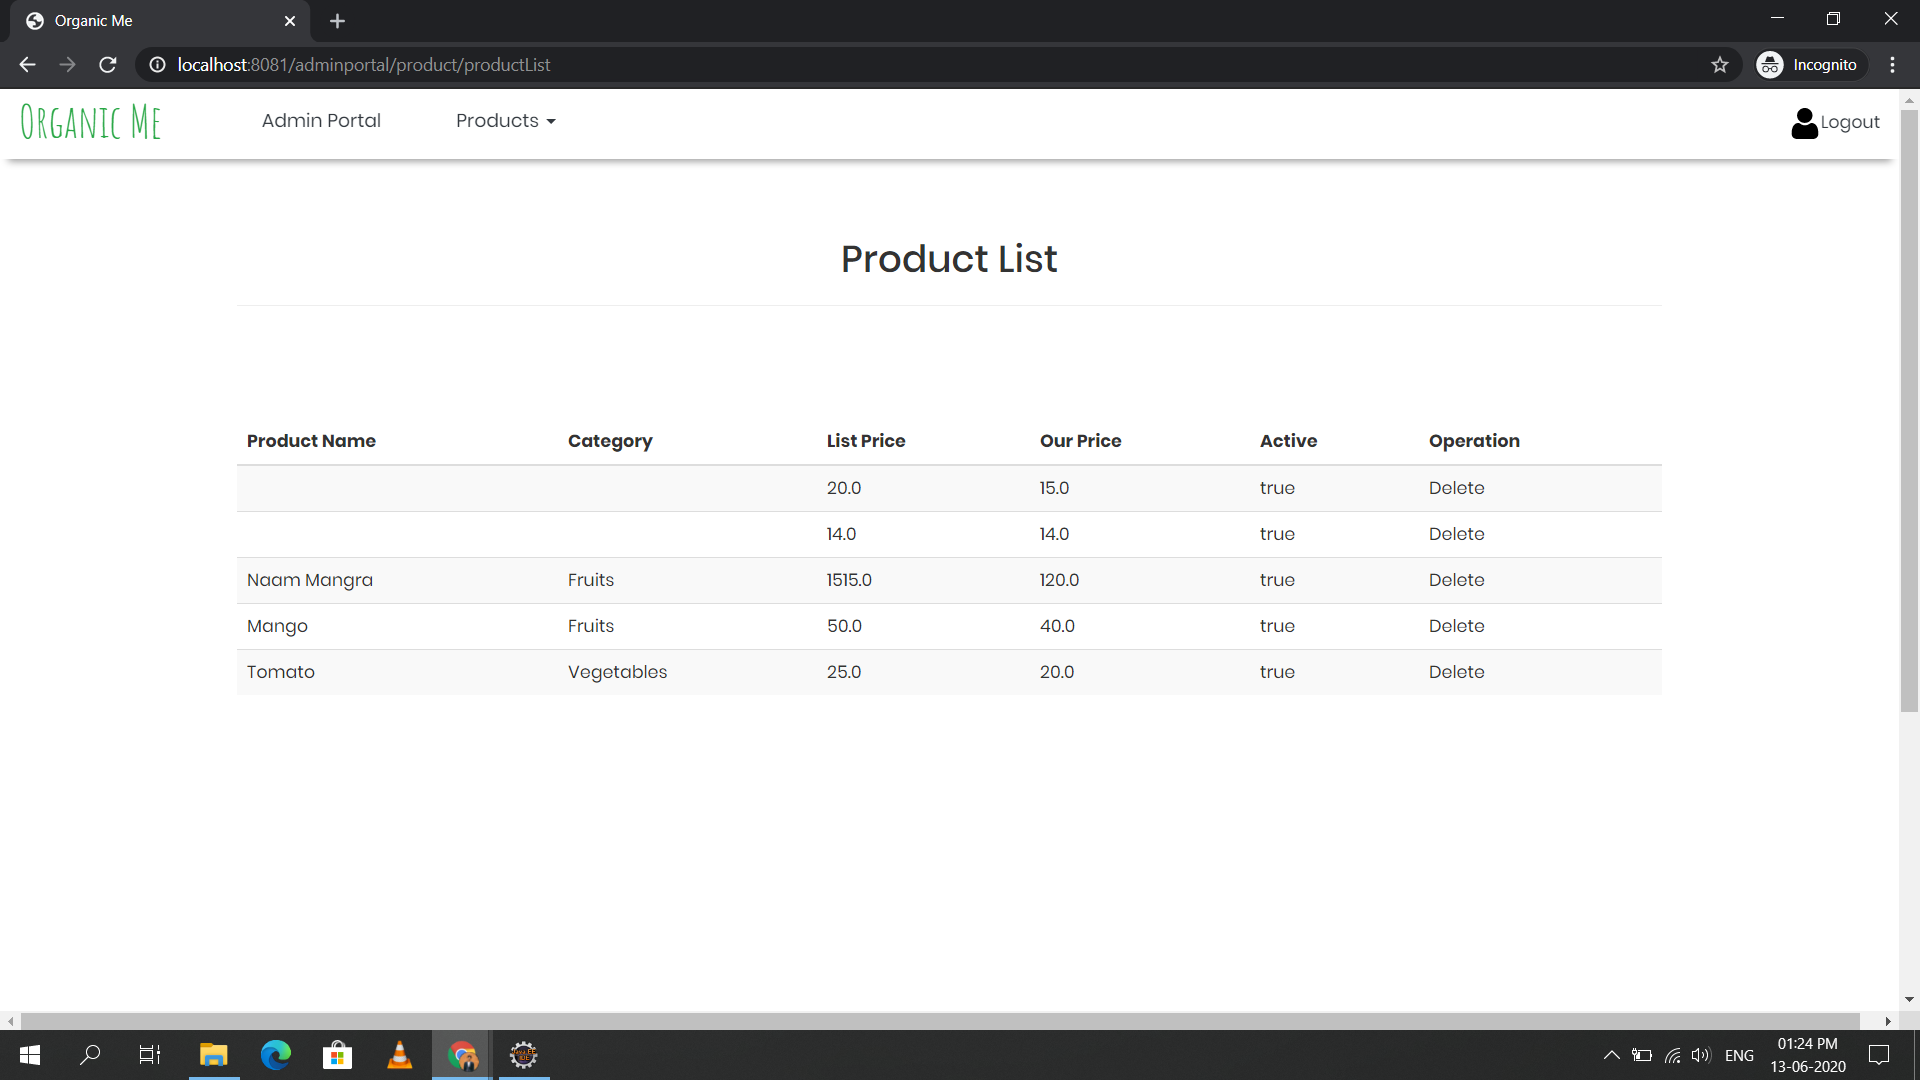 Organic Me
localhost:8081/adminportal/product/productList
Incognito
Organic Me
Admin Portal
Products
Logout
Product List
Product Name Category List Price Our Price Active Operation
20.0 15.0 true Delete
14.0 14.0 true Delete
Naam Mangra Fruits 1515.0 120.0 true Delete
Mango Fruits 50.0 40.0 true Delete
Tomato Vegetables 25.0 20.0 true Delete
ENG
01:24 PM
13-06-2020